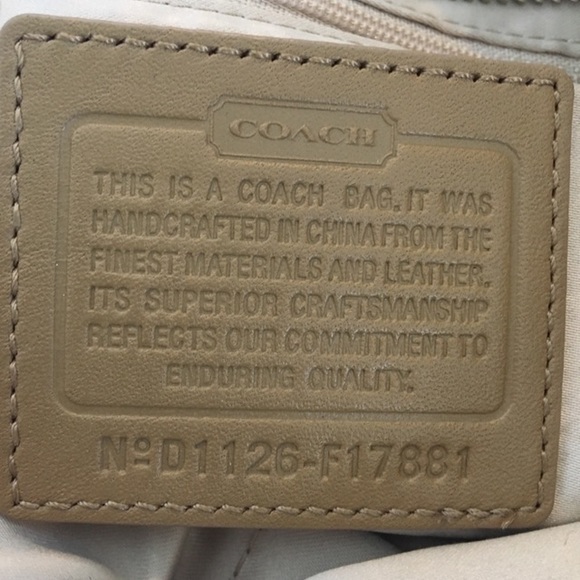 COACH
THIS IS A COACH BAG. IT WAS
HANDCRAFTED IN CHINA FROM THE
FINEST MATERIALS AND LEATHER.
ITS SUPERIOR CRAFTSMANSHIP
REFLECTS OUR COMMITMENT TO
ENDURING QUALITY.
Nº D1126-F17881